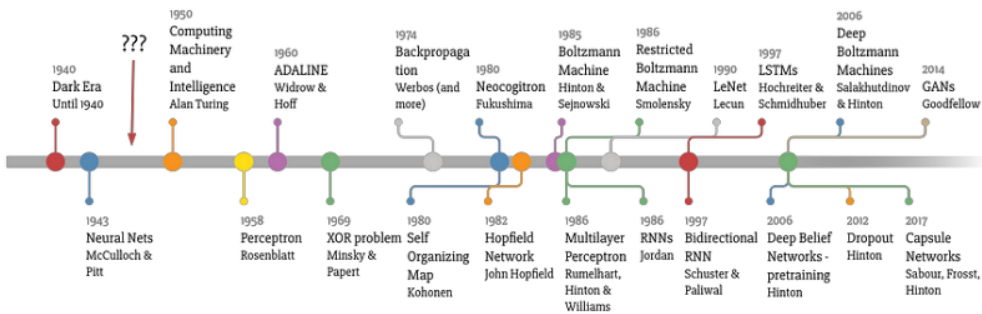 ???
1940
Dark Era
Until 1940
1950
Computing
Machinery
and
Intelligence
Alan Turing
1960
ADALINE
Widrow &
Hoff
1974
Backpropaga
tion
Werbos (and
more)
1980
Neocogitron
Fukushima
1985
Boltzmann
Machine
Hinton &
Sejnowski
1986
Restricted
Boltzmann
Machine
Smolensky
1990
LeNet
Lecun
1997
LSTMs
Hochreiter &
Schmidhuber
2006
Deep
Boltzmann
Machines
Salakhutdinov
& Hinton
2014
GANs
Goodfellow
1943
Neural Nets
McCulloch &
Pitt
1958
Perceptron
Rosenblatt
1969
XOR problem
Minsky &
Papert
1980
Self
Organizing
Map
Kohonen
1982
Hopfield
Network
John Hopfield
1986
Multilayer
Perceptron
Rumelhart,
Hinton &
Williams
1986
RNNs
Jordan
1997
Bidirectional
RNN
Schuster &
Paliwal
2006
Deep Belief
Networks -
pretraining
Hinton
2012
Dropout
Hinton
2017
Capsule
Networks
Sabour, Frosst,
Hinton